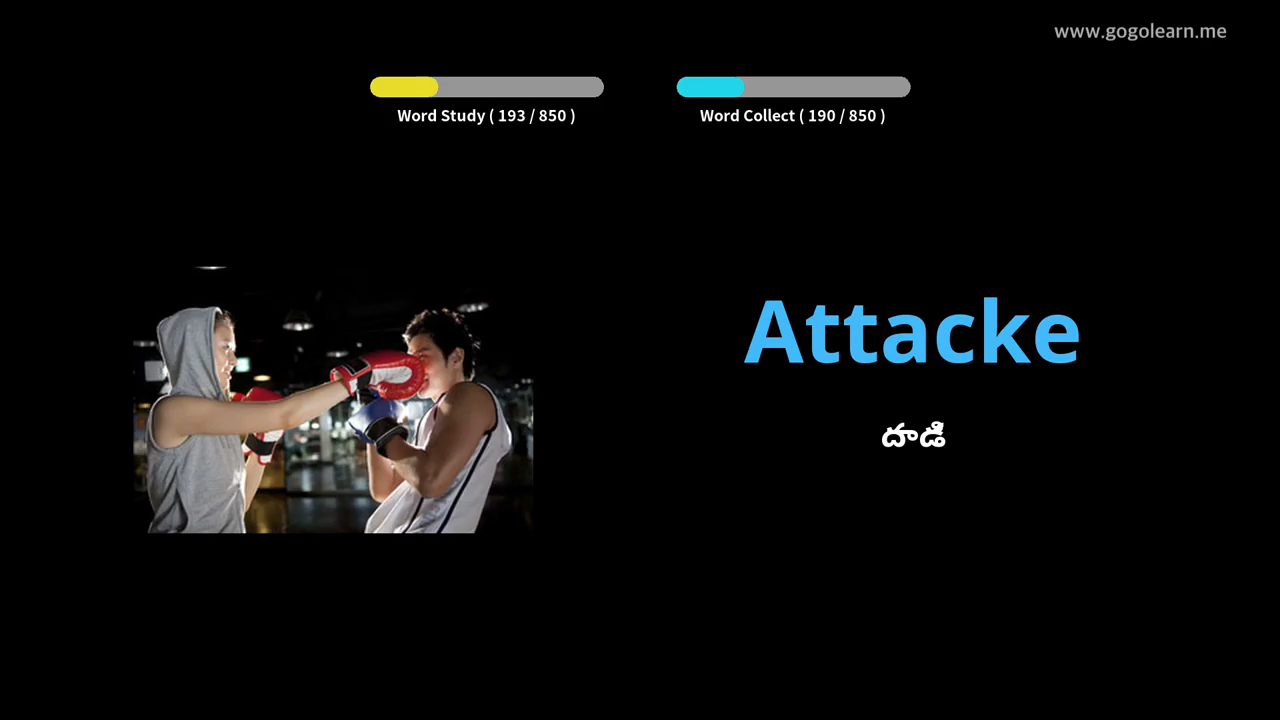 www.gogolearn.me
Word Study ( 193 / 850 )
Word Collect ( 190 / 850 )
Attacke
దాడి